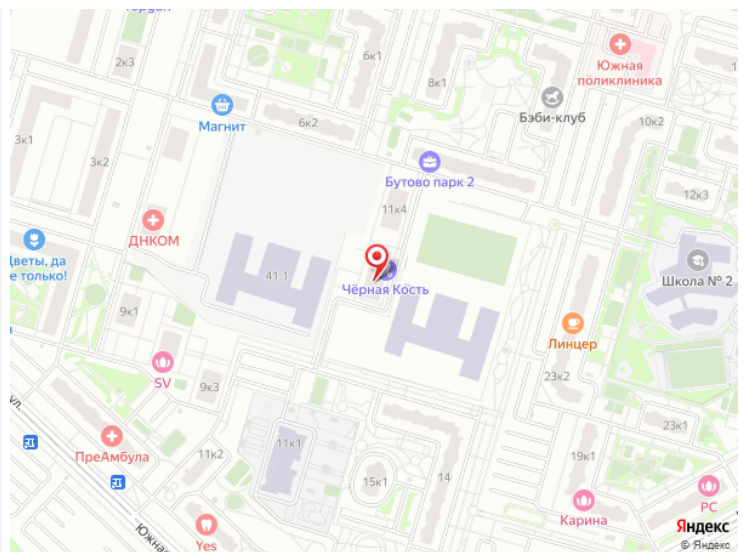 2к3
6к1
Южная
поликлиника
8к1
Магнит
Бэби-клуб
3к1
6к2
10к2
3к2
Бутово парк 2
12к3
11к4
ДНКОМ
Цветы, да
не только!
41.1
Чёрная Кость
Школа № 2
9к1
Линцер
SV
9к3
23к2
11к1
23к1
ПреАмбула
11к2
19к1
14
15к1
РС
Карина
Yes
Южная
Яндекс
© Яндекс